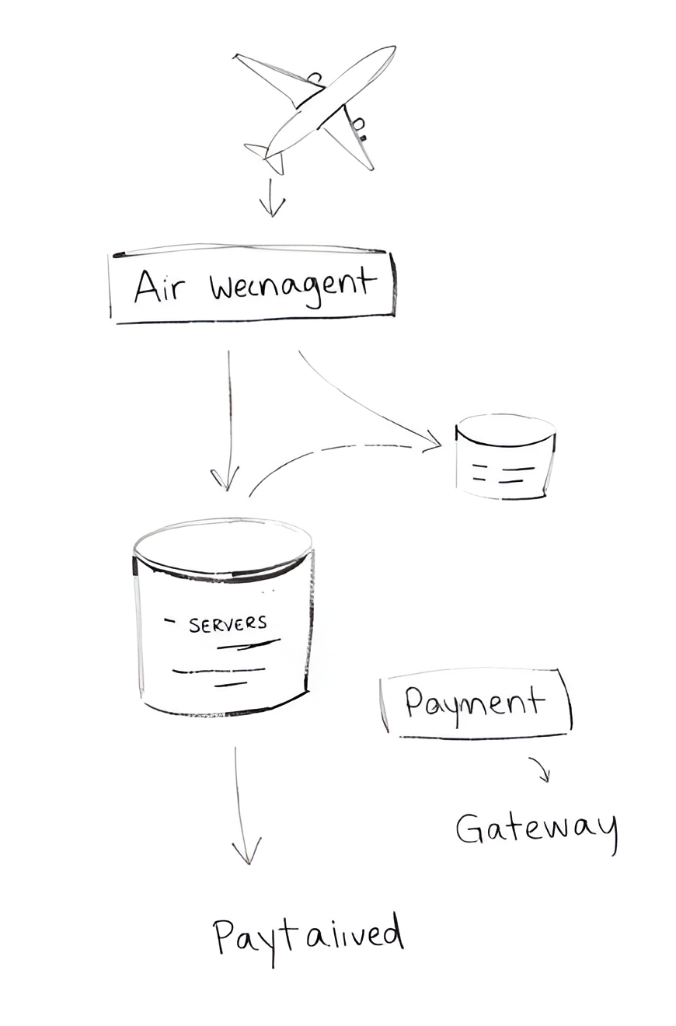 Air Wecnagent
- SERVERS
Payment
Gateway
Paytaiived